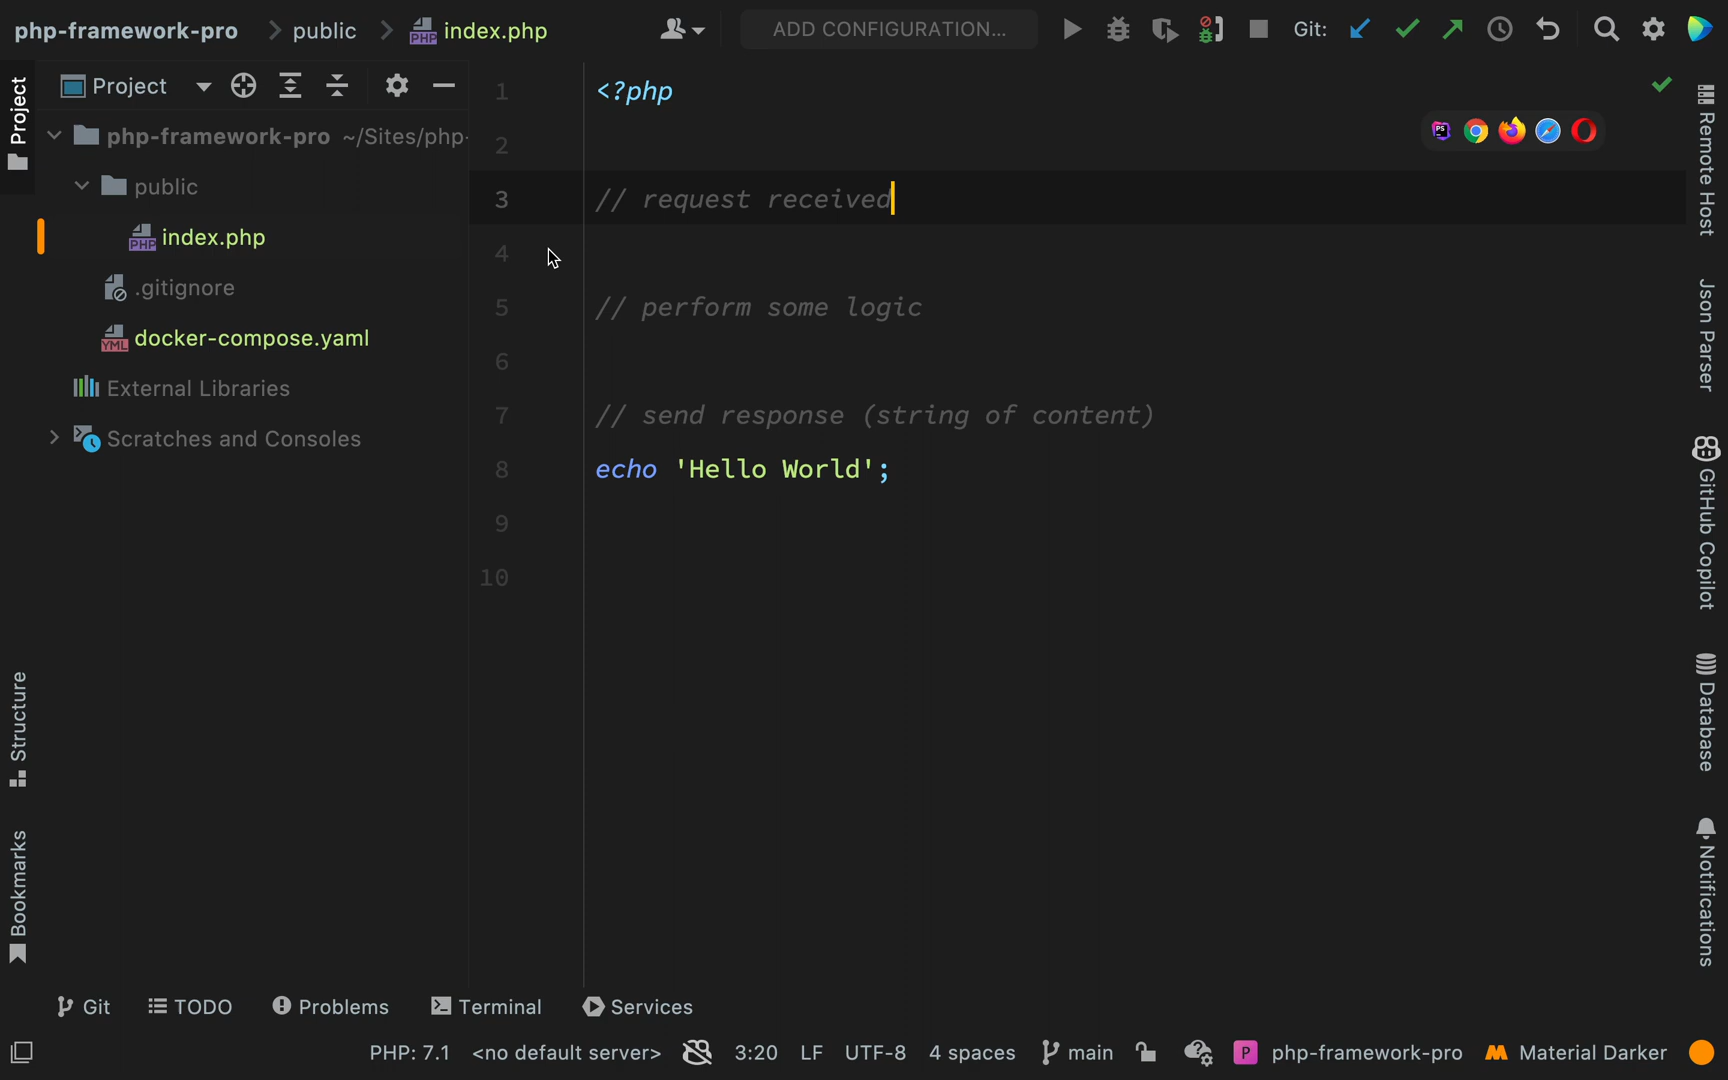 php-framework-pro > public > index.php
ADD CONFIGURATION...
Git:
Project
Project
php-framework-pro ~/Sites/php-
public
index.php
.gitignore
docker-compose.yaml
External Libraries
Scratches and Consoles
Structure
Bookmarks
1 <?php
2
3 // request received
4
5 // perform some logic
6
7 // send response (string of content)
8 echo 'Hello World';
9
10
Remote Host
Json Parser
GitHub Copilot
Database
Notifications
Git TODO Problems Terminal Services
PHP: 7.1 <no default server> 3:20 LF UTF-8 4 spaces main P php-framework-pro Material Darker